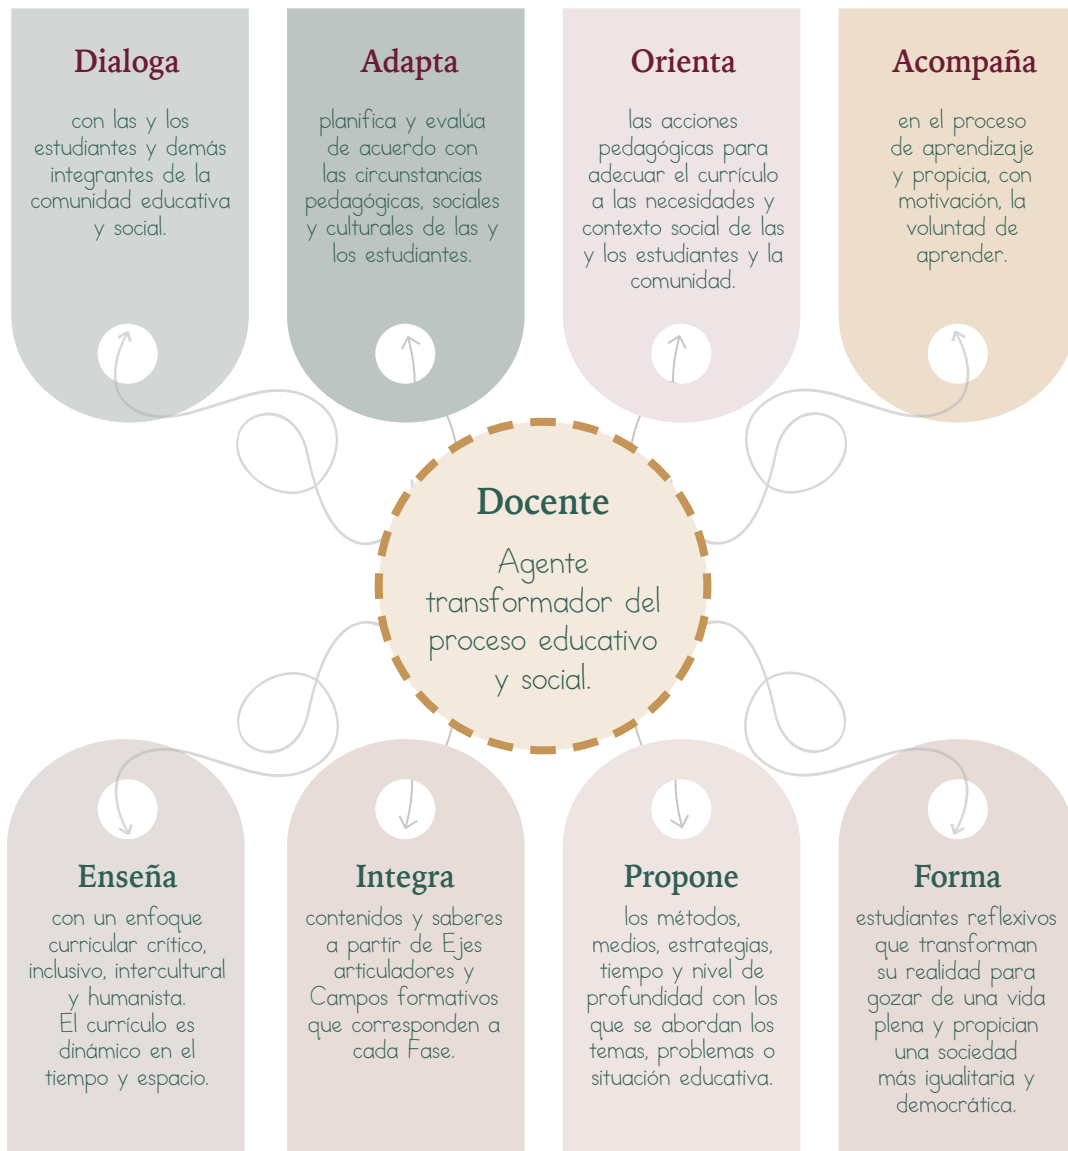 Dialoga
con las y los
estudiantes y demás
integrantes de la
comunidad educativa
y social.
Adapta
planifica y evalúa
de acuerdo con
las circunstancias
pedagógicas, sociales
y culturales de las y
los estudiantes.
Orienta
las acciones
pedagógicas para
adecuar el currículo
a las necesidades y
contexto social de las
y los estudiantes y la
comunidad.
Acompaña
en el proceso
de aprendizaje
y propicia, con
motivación, la
voluntad de
aprender.
Docente
Agente
transformador del
proceso educativo
y social.
Enseña
con un enfoque
curricular crítico,
inclusivo, intercultural
y humanista.
El currículo es
dinámico en el
tiempo y espacio.
Integra
contenidos y saberes
a partir de Ejes
articuladores y
Campos formativos
que corresponden a
cada Fase.
Propone
los métodos,
medios, estrategias,
tiempo y nivel de
profundidad con los
que se abordan los
temas, problemas o
situación educativa.
Forma
estudiantes reflexivos
que transforman
su realidad para
gozar de una vida
plena y propician
una sociedad
más igualitaria y
democrática.